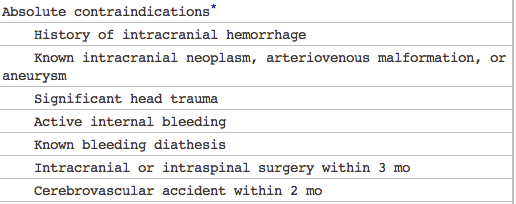 Absolute contraindications*
History of intracranial hemorrhage
Known intracranial neoplasm, arteriovenous malformation, or
aneurysm
Significant head trauma
Active internal bleeding
Known bleeding diathesis
Intracranial or intraspinal surgery within 3 mo
Cerebrovascular accident within 2 mo